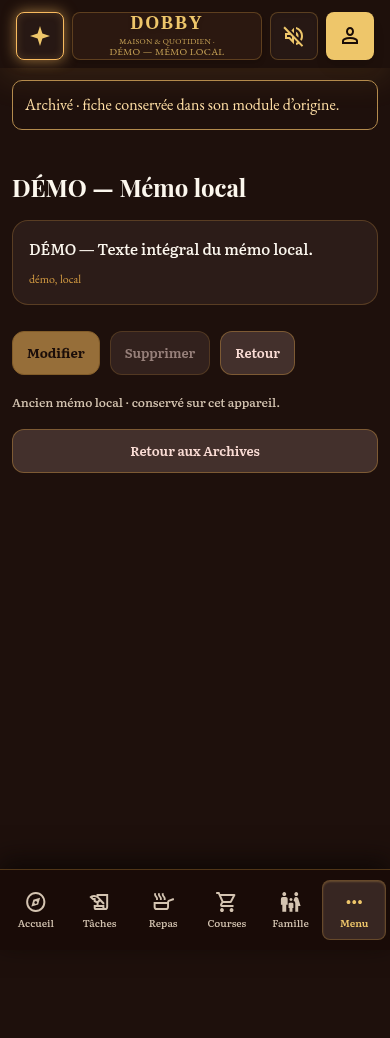 DOBBY
MAISON & QUOTIDIEN ·
DÉMO — MÉMO LOCAL
Archivé · fiche conservée dans son module d’origine.
DÉMO — Mémo local
DÉMO — Texte intégral du mémo local.
démo, local
Modifier
Supprimer
Retour
Ancien mémo local · conservé sur cet appareil.
Retour aux Archives
Accueil
Tâches
Repas
Courses
Famille
Menu